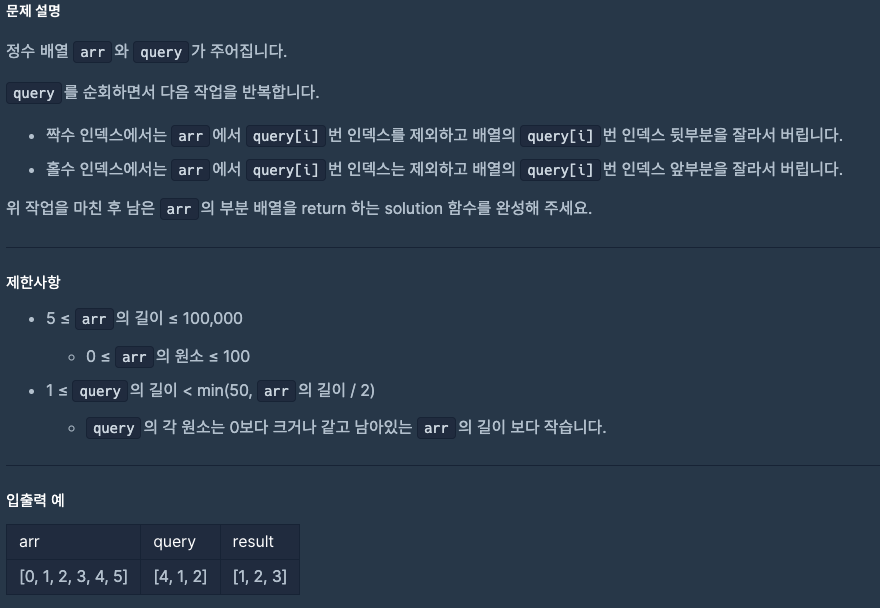 문제 설명
정수 배열 arr 와 query 가 주어집니다.
query 를 순회하면서 다음 작업을 반복합니다.
• 짝수 인덱스에서는 arr 에서 query[i] 번 인덱스를 제외하고 배열의 query[i] 번 인덱스 뒷부분을 잘라서 버립니다.
• 홀수 인덱스에서는 arr 에서 query[i] 번 인덱스는 제외하고 배열의 query[i] 번 인덱스 앞부분을 잘라서 버립니다.
위 작업을 마친 후 남은 arr 의 부분 배열을 return 하는 solution 함수를 완성해 주세요.
제한사항
• 5 ≤ arr 의 길이 ≤ 100,000
◦ 0 ≤ arr 의 원소 ≤ 100
• 1 ≤ query 의 길이 < min(50, arr 의 길이 / 2)
◦ query 의 각 원소는 0보다 크거나 같고 남아있는 arr 의 길이 보다 작습니다.
입출력 예
arr query result
[0, 1, 2, 3, 4, 5] [4, 1, 2] [1, 2, 3]